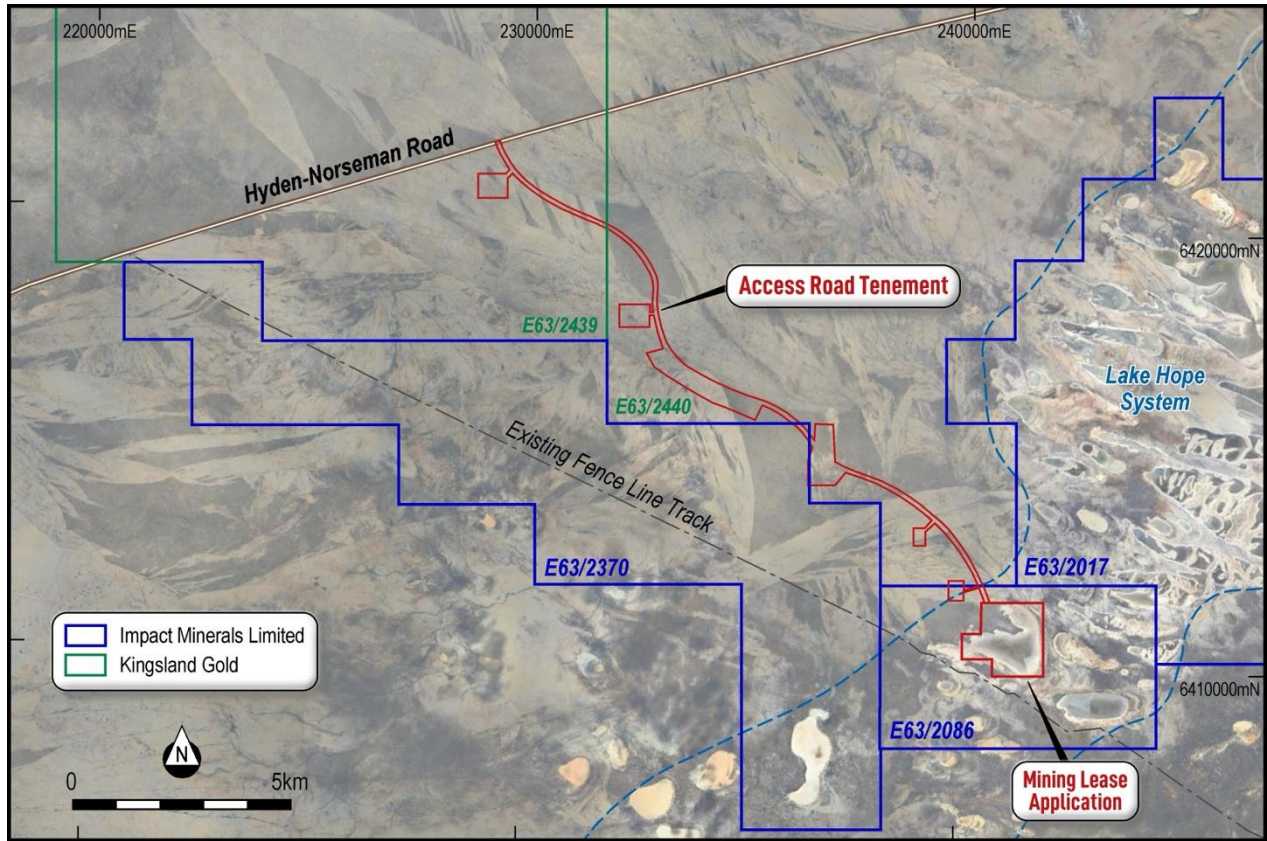 220000mE
230000mE
240000mE
Hyden-Norseman Road
6420000mN
Access Road Tenement
E63/2439
Lake Hope
System
E63/2440
Existing Fence Line Track
E63/2370
E63/2017
Impact Minerals Limited
Kingsland Gold
6410000mN
E63/2086
N
0
5km
Mining Lease
Application